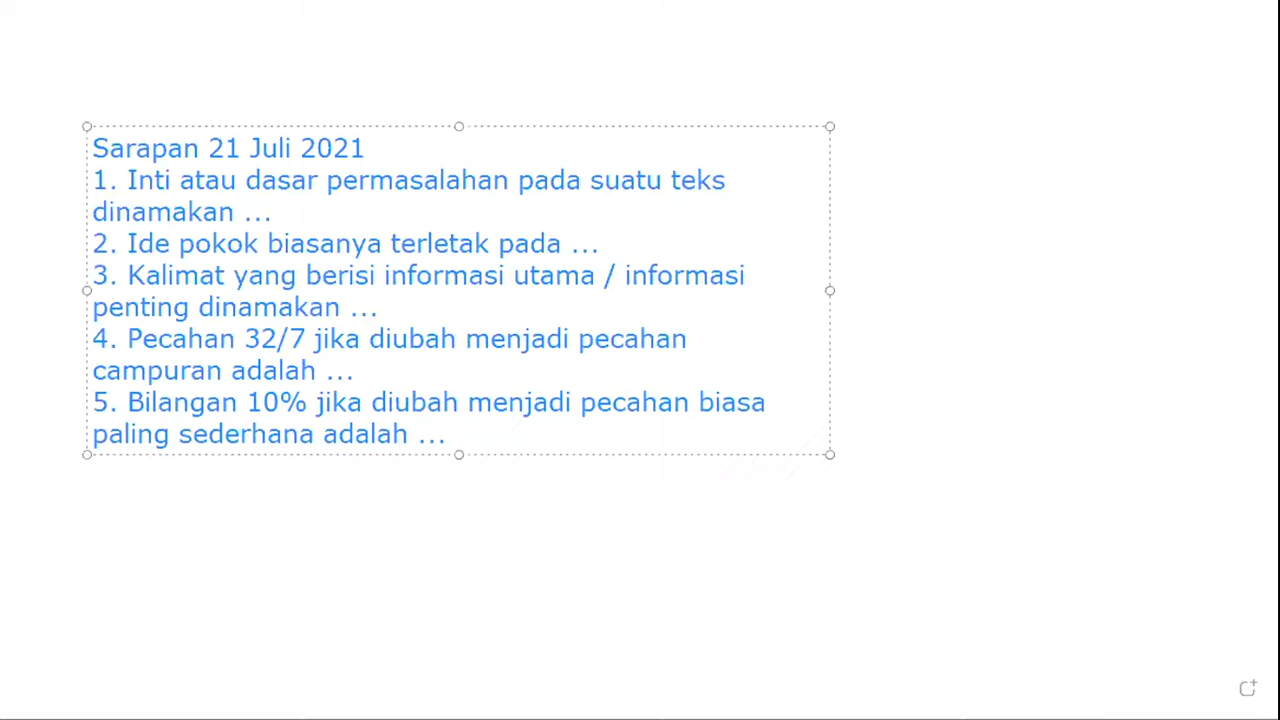 Sarapan 21 Juli 2021
1. Inti atau dasar permasalahan pada suatu teks
dinamakan ...
2. Ide pokok biasanya terletak pada ...
3. Kalimat yang berisi informasi utama / informasi
penting dinamakan ...
4. Pecahan 32/7 jika diubah menjadi pecahan
campuran adalah ...
5. Bilangan 10% jika diubah menjadi pecahan biasa
paling sederhana adalah ...